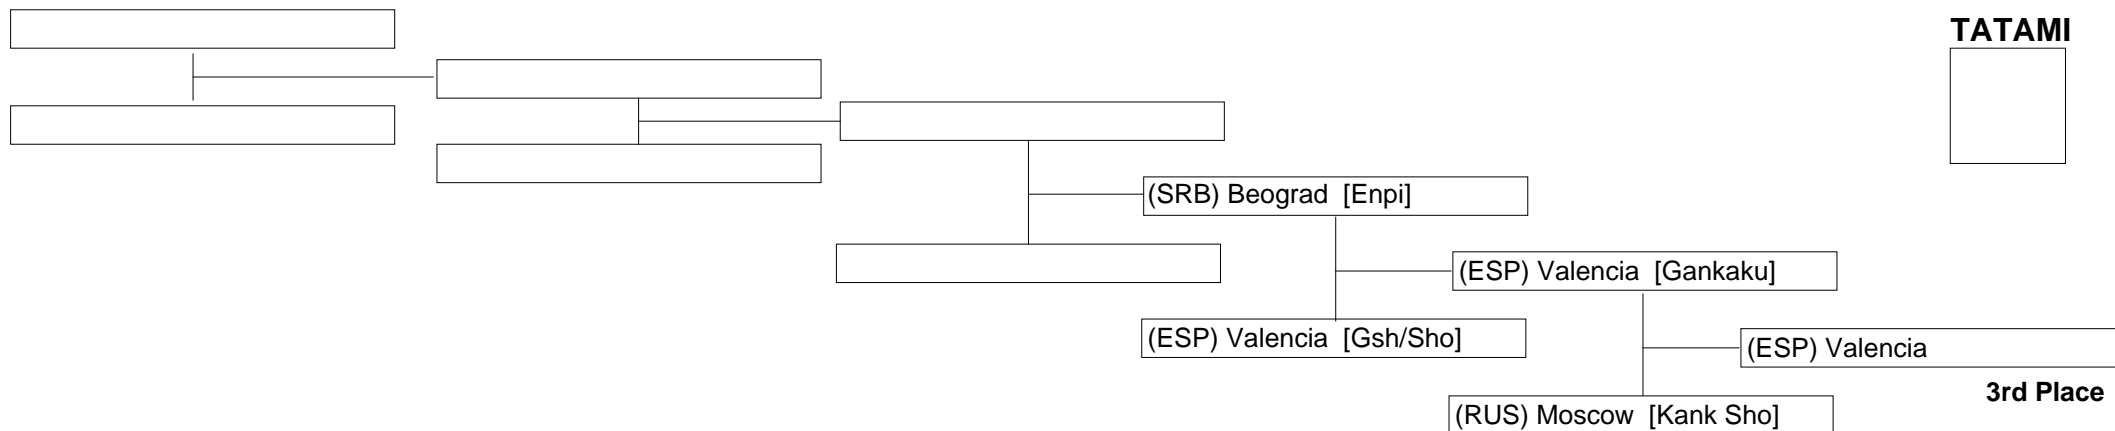 TATAMI
(SRB) Beograd [Enpi]
(ESP) Valencia [Gankaku]
(ESP) Valencia [Gsh/Sho]
(ESP) Valencia
3rd Place
(RUS) Moscow [Kank Sho]